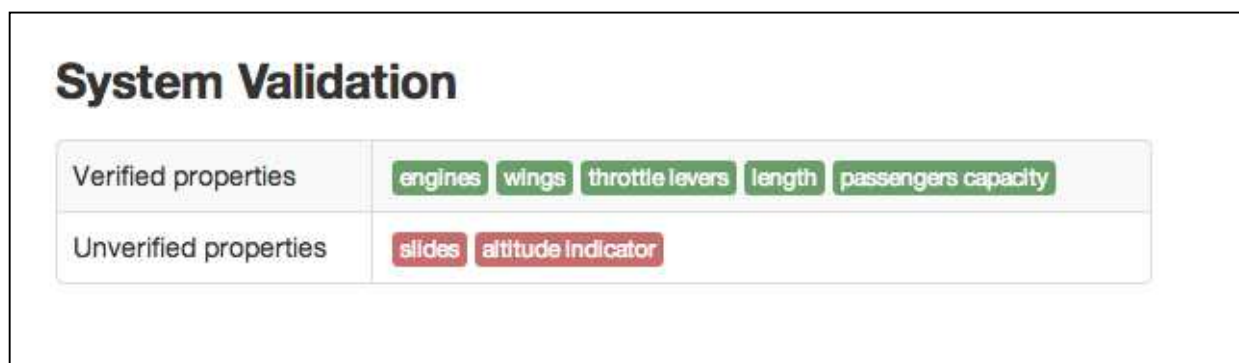 System Validation
Verified properties engines wings throttle levers length passengers capacity
Unverified properties slides altitude indicator